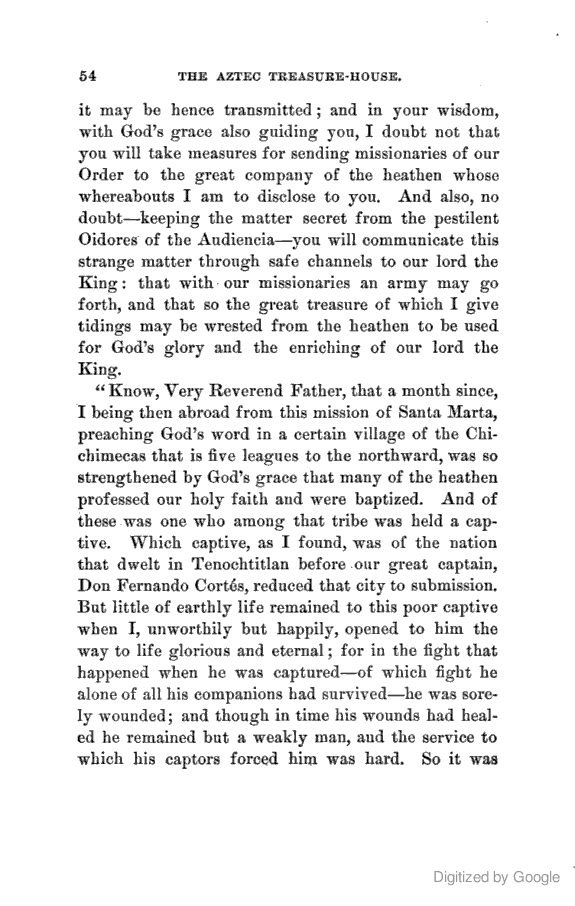 54 THE AZTEC TREASURE-HOUSE.
it may be hence transmitted; and in your wisdom,
with God's grace also guiding you, I doubt not that
you will take measures for sending missionaries of our
Order to the great company of the heathen whose
whereabouts I am to disclose to you. And also, no
doubt—keeping the matter secret from the pestilent
Oidores of the Audiencia—you will communicate this
strange matter through safe channels to our lord the
King: that with our missionaries an army may go
forth, and that so the great treasure of which I give
tidings may be wrested from the heathen to be used
for God's glory and the enriching of our lord the
King.
"Know, Very Reverend Father, that a month since,
I being then abroad from this mission of Santa Marta,
preaching God's word in a certain village of the Chi-
chimecas that is five leagues to the northward, was so
strengthened by God's grace that many of the heathen
professed our holy faith and were baptized. And of
these was one who among that tribe was held a cap-
tive. Which captive, as I found, was of the nation
that dwelt in Tenochtitlan before our great captain,
Don Fernando Cortés, reduced that city to submission.
But little of earthly life remained to this poor captive
when I, unworthily but happily, opened to him the
way to life glorious and eternal; for in the fight that
happened when he was captured—of which fight he
alone of all his companions had survived—he was sore-
ly wounded; and though in time his wounds had heal-
ed he remained but a weakly man, and the service to
which his captors forced him was hard. So it was
Digitized by Google